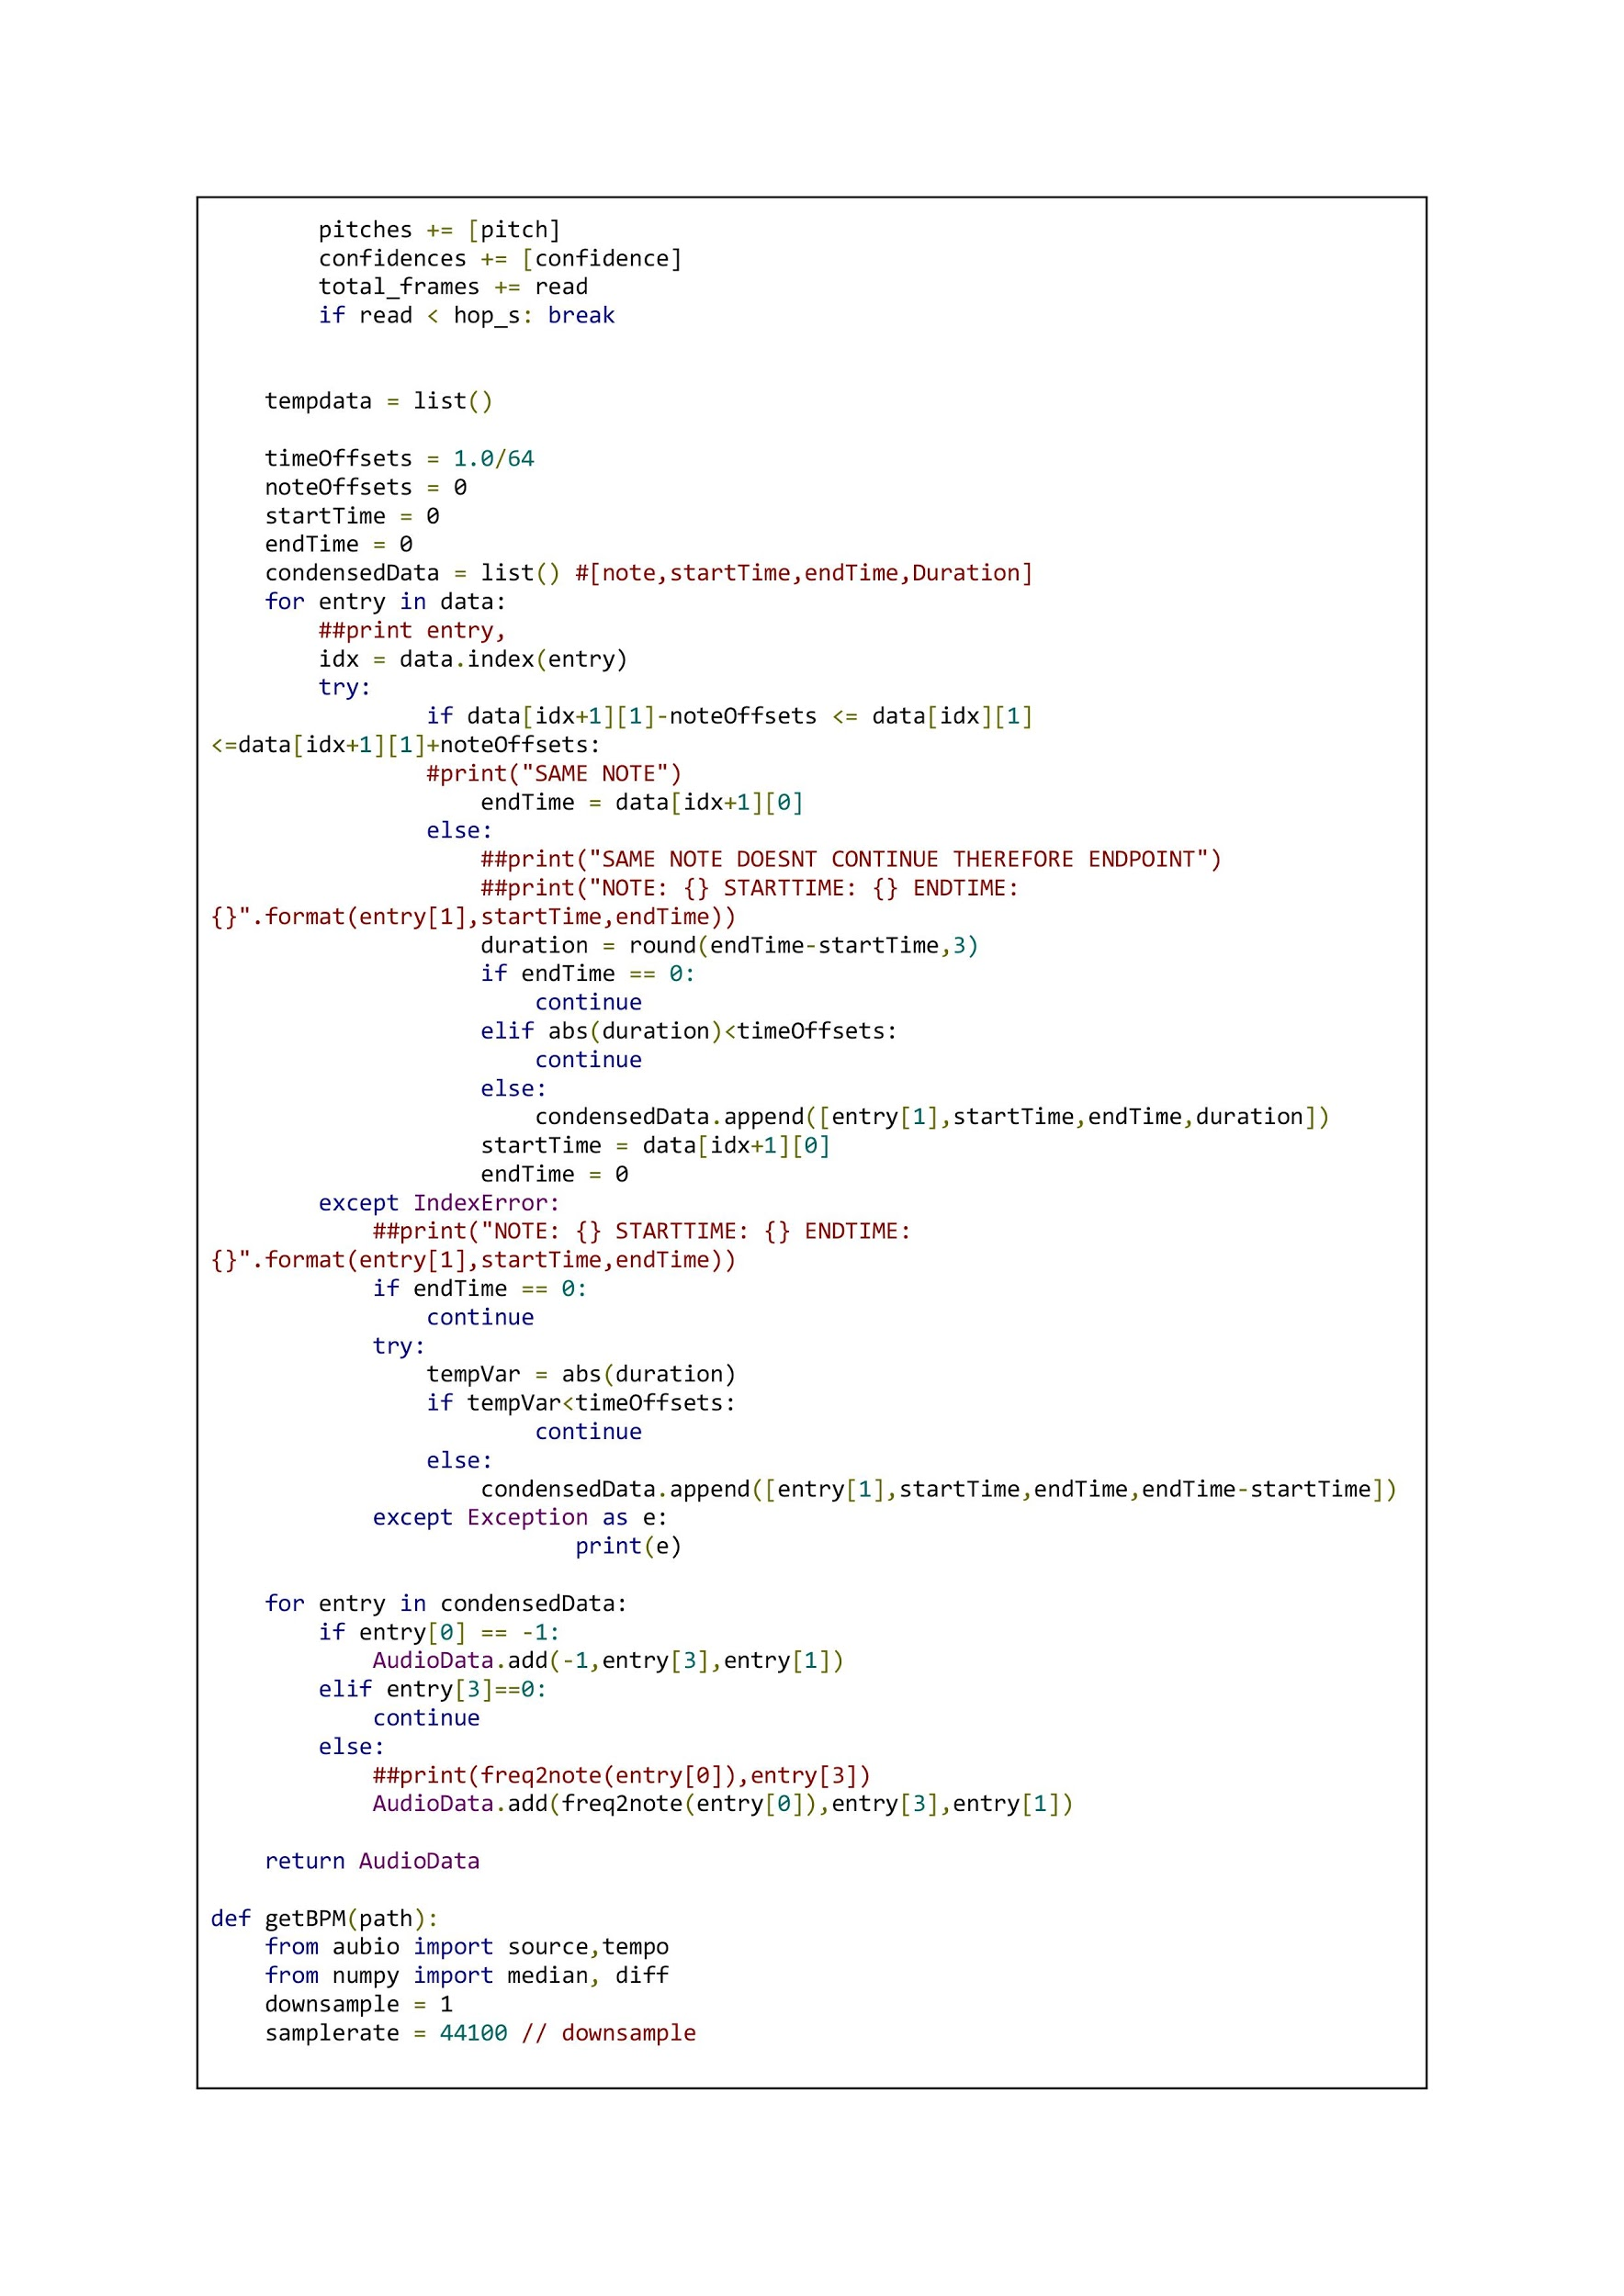 pitches += [pitch]
        confidences += [confidence]
        total_frames += read
        if read < hop_s: break


    tempdata = list()

    timeOffsets = 1.0/64
    noteOffsets = 0
    startTime = 0
    endTime = 0
    condensedData = list() #[note,startTime,endTime,Duration]
    for entry in data:
        ##print entry,
        idx = data.index(entry)
        try:
                if data[idx+1][1]-noteOffsets <= data[idx][1]
<=data[idx+1][1]+noteOffsets:
                #print("SAME NOTE")
                    endTime = data[idx+1][0]
                else:
                    ##print("SAME NOTE DOESNT CONTINUE THEREFORE ENDPOINT")
                    ##print("NOTE: {} STARTTIME: {} ENDTIME:
{}".format(entry[1],startTime,endTime))
                    duration = round(endTime-startTime,3)
                    if endTime == 0:
                        continue
                    elif abs(duration)<timeOffsets:
                        continue
                    else:
                        condensedData.append([entry[1],startTime,endTime,duration])
                    startTime = data[idx+1][0]
                    endTime = 0
        except IndexError:
            ##print("NOTE: {} STARTTIME: {} ENDTIME:
{}".format(entry[1],startTime,endTime))
            if endTime == 0:
                continue
            try:
                tempVar = abs(duration)
                if tempVar<timeOffsets:
                        continue
                else:
                    condensedData.append([entry[1],startTime,endTime,endTime-startTime])
            except Exception as e:
                           print(e)

    for entry in condensedData:
        if entry[0] == -1:
            AudioData.add(-1,entry[3],entry[1])
        elif entry[3]==0:
            continue
        else:
            ##print(freq2note(entry[0]),entry[3])
            AudioData.add(freq2note(entry[0]),entry[3],entry[1])

    return AudioData

def getBPM(path):
    from aubio import source,tempo
    from numpy import median, diff
    downsample = 1
    samplerate = 44100 // downsample